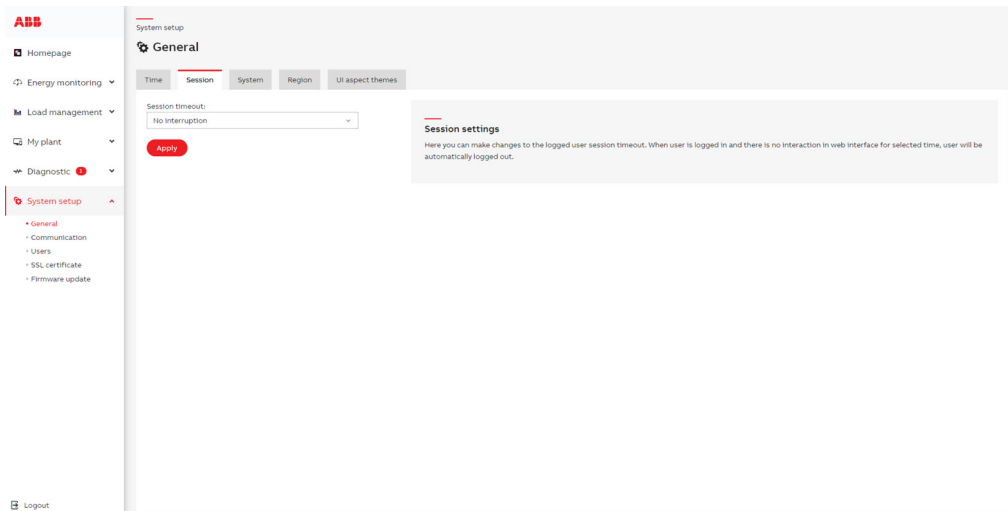 ABB
Homepage
Energy monitoring
Load management
My plant
Diagnostic 1
System setup
General
Communication
Users
SSL certificate
Firmware update
Logout
System setup
General
Time Session System Region UI aspect themes
Session timeout:
No interruption
Apply
Session settings
Here you can make changes to the logged user session timeout. When user is logged in and there is no interaction in web interface for selected time, user will be
automatically logged out.